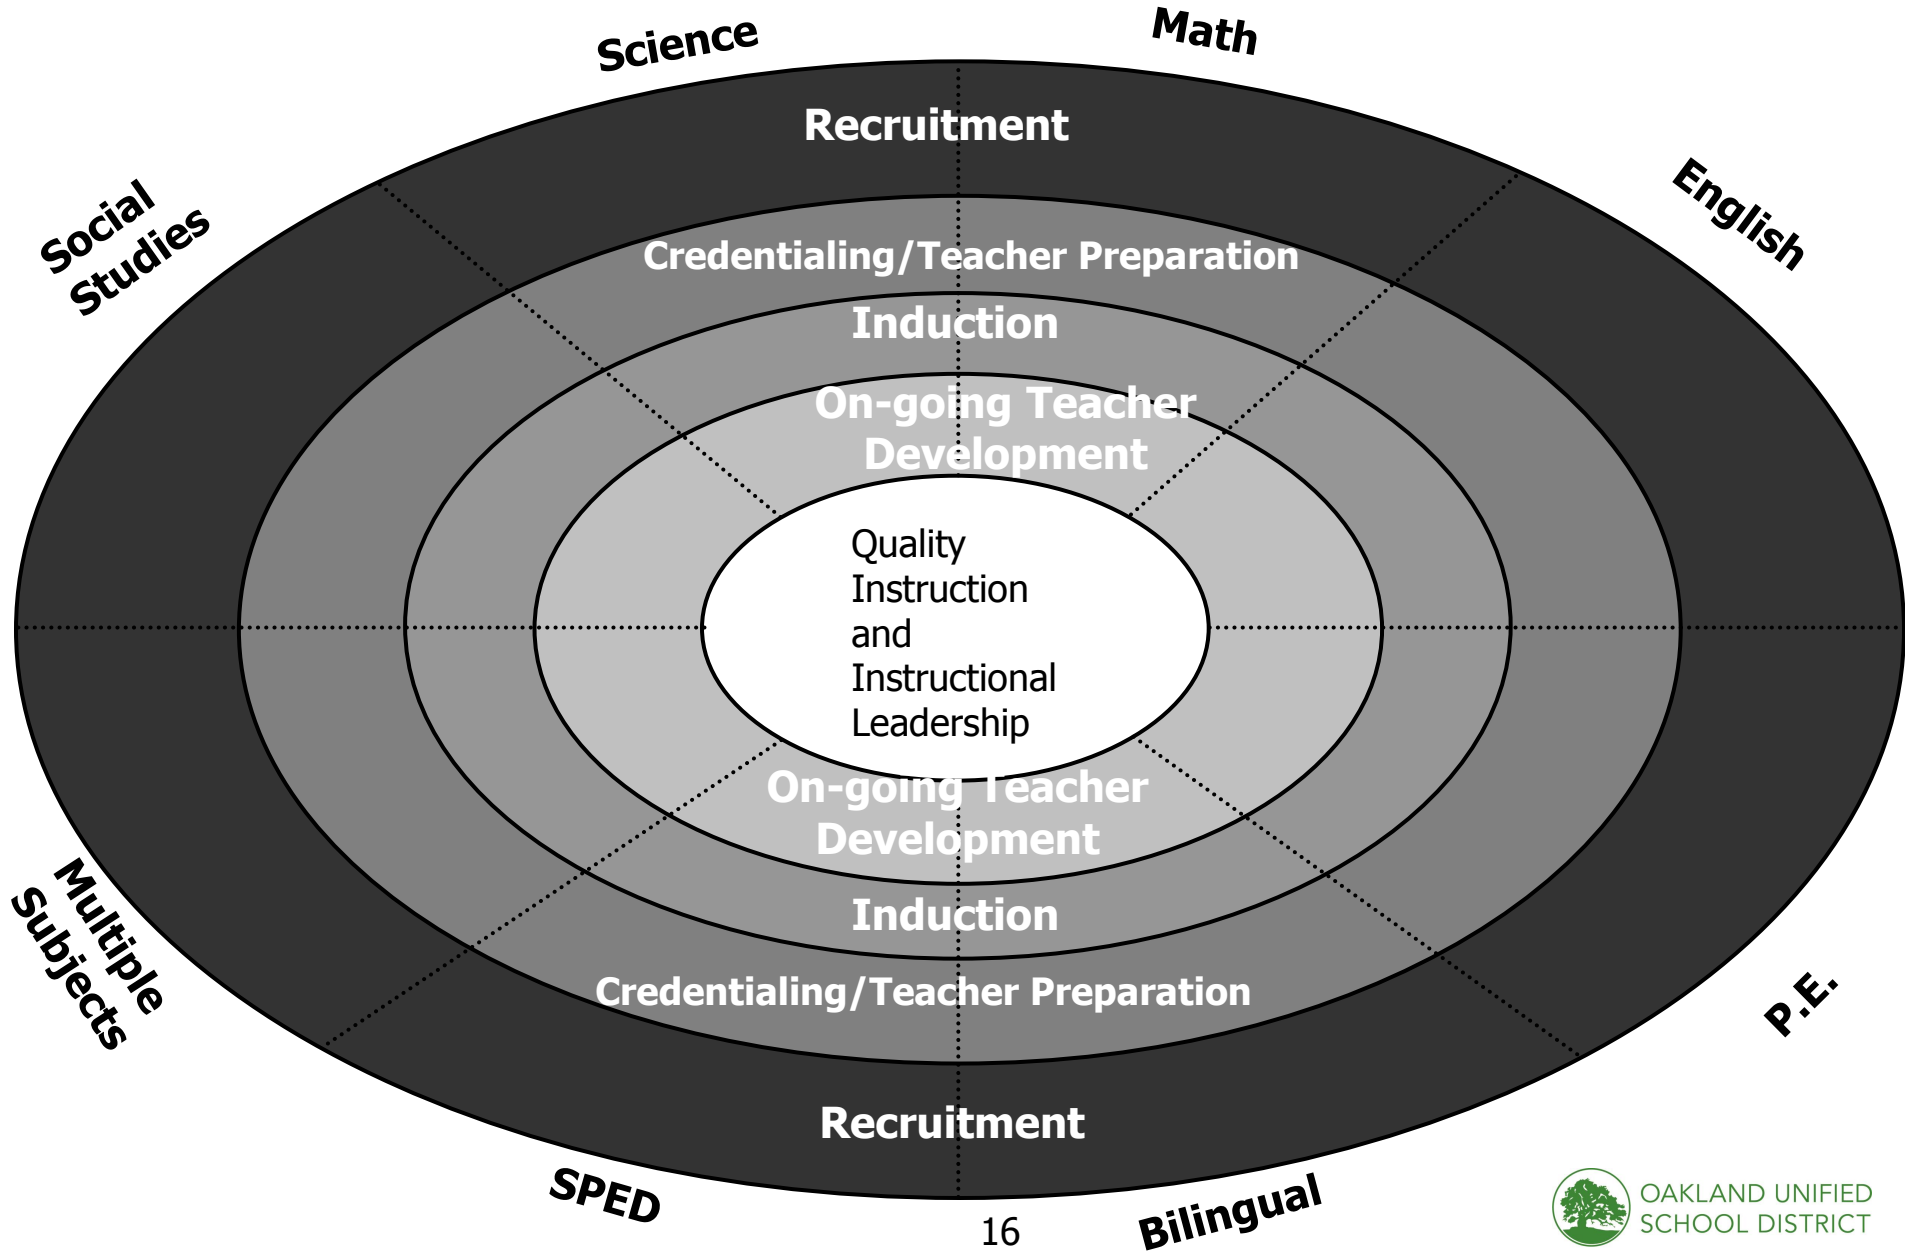 Science
Math
Recruitment
Social
Studies
English
Credentialing/Teacher Preparation
Induction
On-going Teacher
Development
Quality
Instruction
and
Instructional
Leadership
On-going Teacher
Development
Multiple
Subjects
Induction
Credentialing/Teacher Preparation
P.E.
Recruitment
SPED
Bilingual
16
OAKLAND UNIFIED
SCHOOL DISTRICT